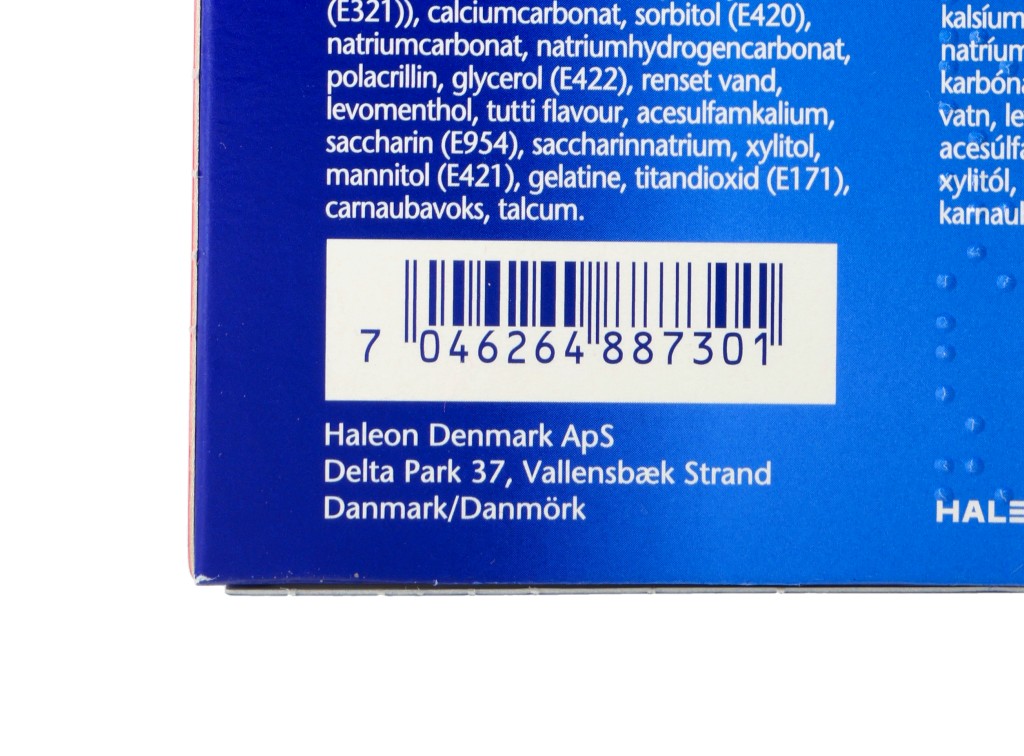 (E321)), calciumcarbonat, sorbitol (E420),
natriumcarbonat, natriumhydrogencarbonat,
polacrillin, glycerol (E422), renset vand,
levomenthol, tutti flavour, acesulfamkalium,
saccharin (E954), saccharinnatrium, xylitol,
mannitol (E421), gelatine, titandioxid (E171),
carnaubavoks, talcum.
7 046264 887301
Haleon Denmark ApS
Delta Park 37, Vallensbæk Strand
Danmark/Danmörk
kalsíum
natríum
karbóna
vatn, le
acesúlfa
xylitól,
karnaub
HALE